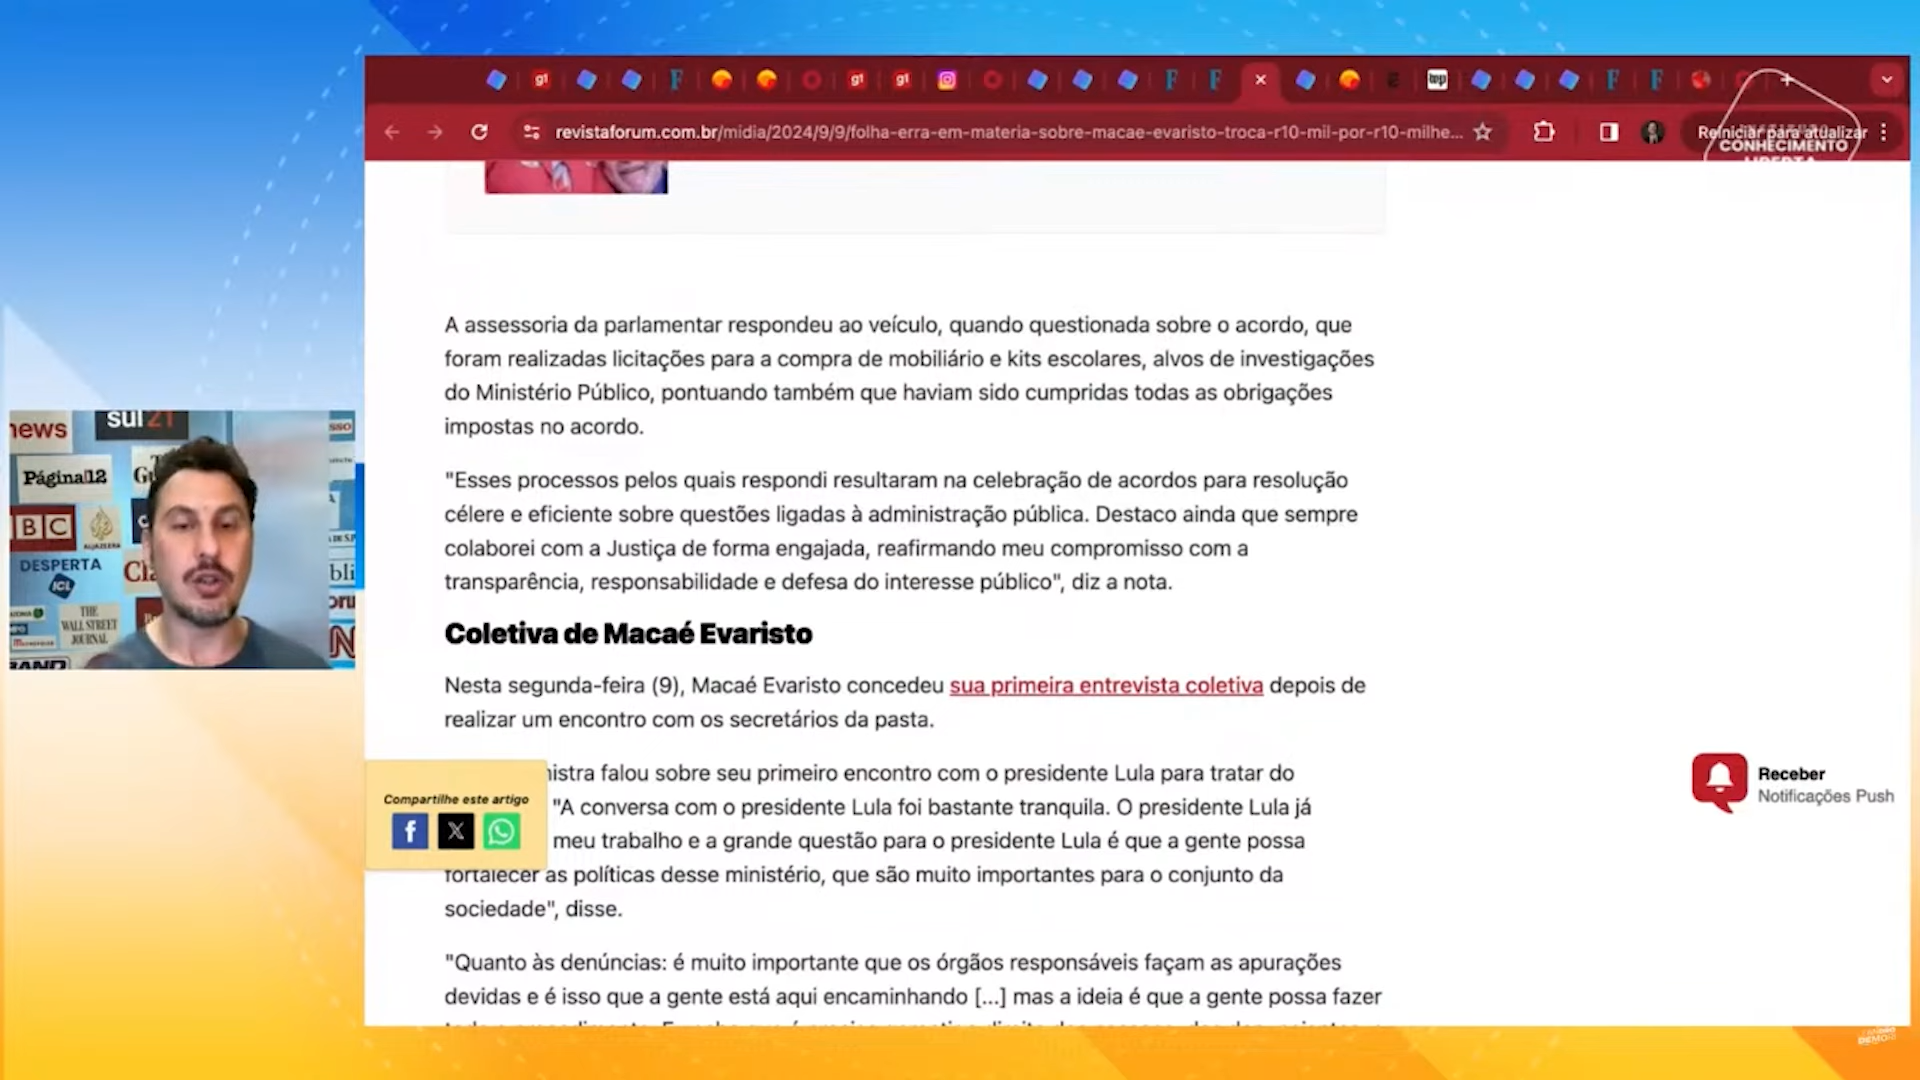 revistaforum.com.br/midia/2024/9/9/folha-erra-em-materia-sobre-macae-evaristo-troca-r10-mil-por-r10-milhe...
Reiniciar para atualizar
CONHECIMENTO
A assessoria da parlamentar respondeu ao veículo, quando questionada sobre o acordo, que
foram realizadas licitações para a compra de mobiliário e kits escolares, alvos de investigações
do Ministério Público, pontuando também que haviam sido cumpridas todas as obrigações
impostas no acordo.
"Esses processos pelos quais respondi resultaram na celebração de acordos para resolução
célere e eficiente sobre questões ligadas à administração pública. Destaco ainda que sempre
colaborei com a Justiça de forma engajada, reafirmando meu compromisso com a
transparência, responsabilidade e defesa do interesse público", diz a nota.
Coletiva de Macaé Evaristo
Nesta segunda-feira (9), Macaé Evaristo concedeu sua primeira entrevista coletiva depois de
realizar um encontro com os secretários da pasta.
nistra falou sobre seu primeiro encontro com o presidente Lula para tratar do
"A conversa com o presidente Lula foi bastante tranquila. O presidente Lula já
meu trabalho e a grande questão para o presidente Lula é que a gente possa
fortalecer as políticas desse ministério, que são muito importantes para o conjunto da
sociedade", disse.
"Quanto às denúncias: é muito importante que os órgãos responsáveis façam as apurações
devidas e é isso que a gente está aqui encaminhando [...] mas a ideia é que a gente possa fazer
Compartilhe este artigo
Receber
Notificações Push
news
sul21
Página12
BBC
ALJAZEERA
DESPERTA
ICL
THE
WALL STREET
JOURNAL
BAND